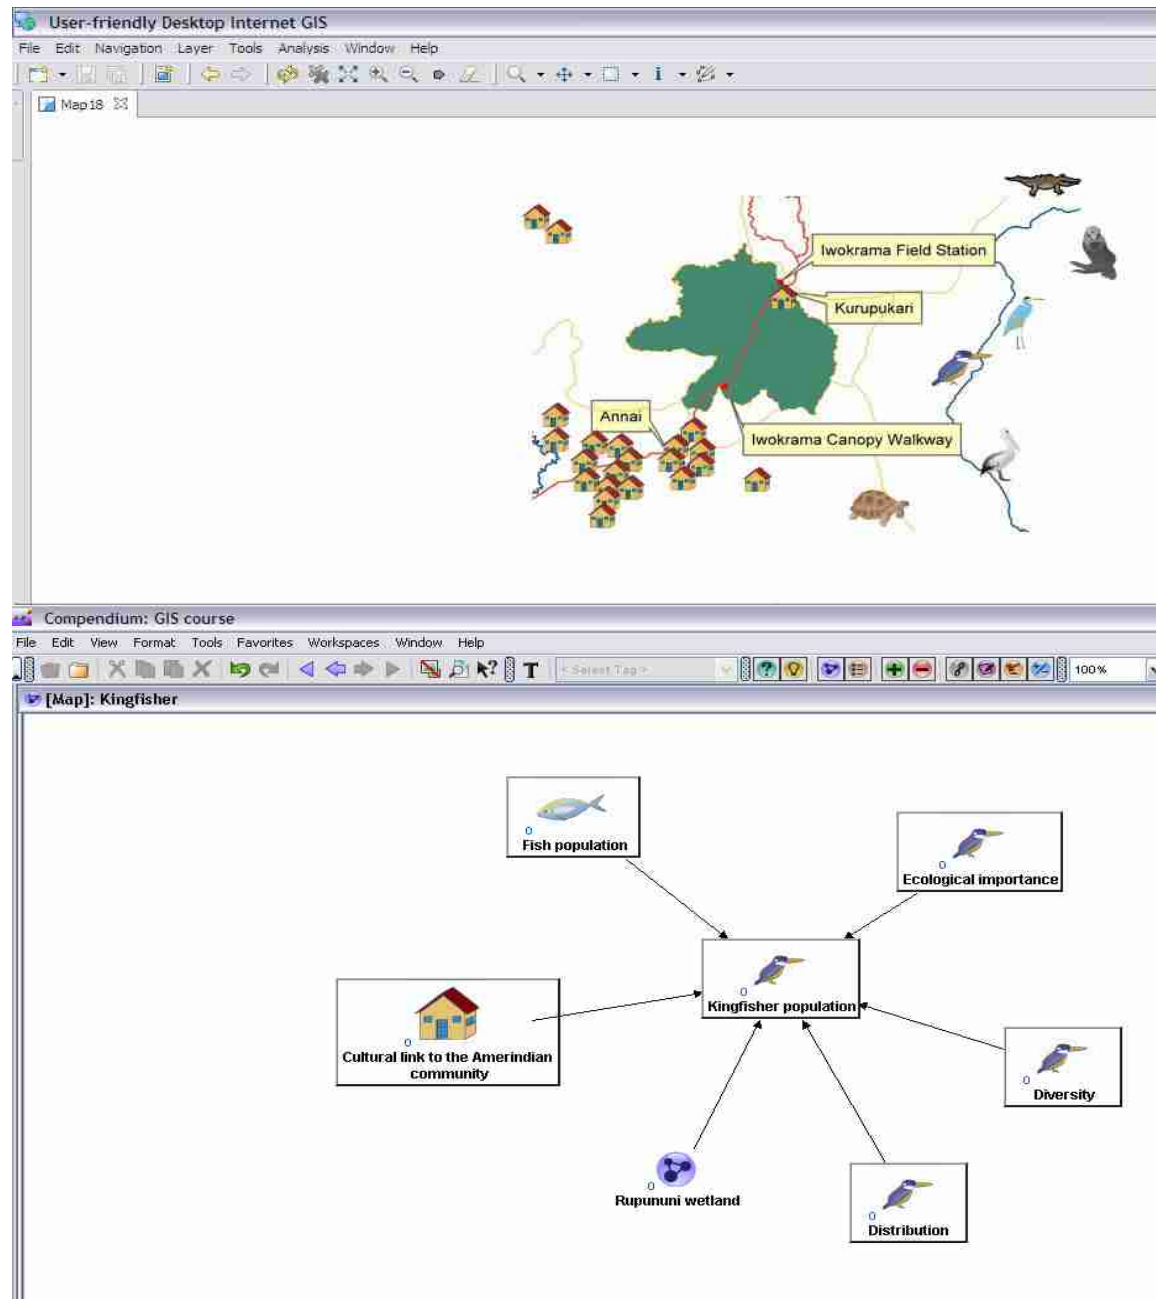 User-friendly Desktop Internet GIS
File Edit Navigation Layer Tools Analysis Window Help
Map18
Iwokrama Field Station
Kurupukari
Annai
Iwokrama Canopy Walkway
Compendium: GIS course
File Edit View Format Tools Favorites Workspaces Window Help
T < Select Tag > 100%
[Map]: Kingfisher
0
Fish population
0
Ecological importance
0
Kingfisher population
0
Cultural link to the Amerindian
community
0
Diversity
0
Rupununi wetland
0
Distribution